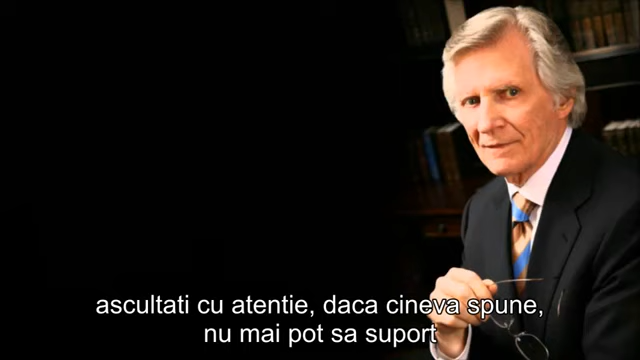 ascultati cu atentie, daca cineva spune,
nu mai pot sa suport